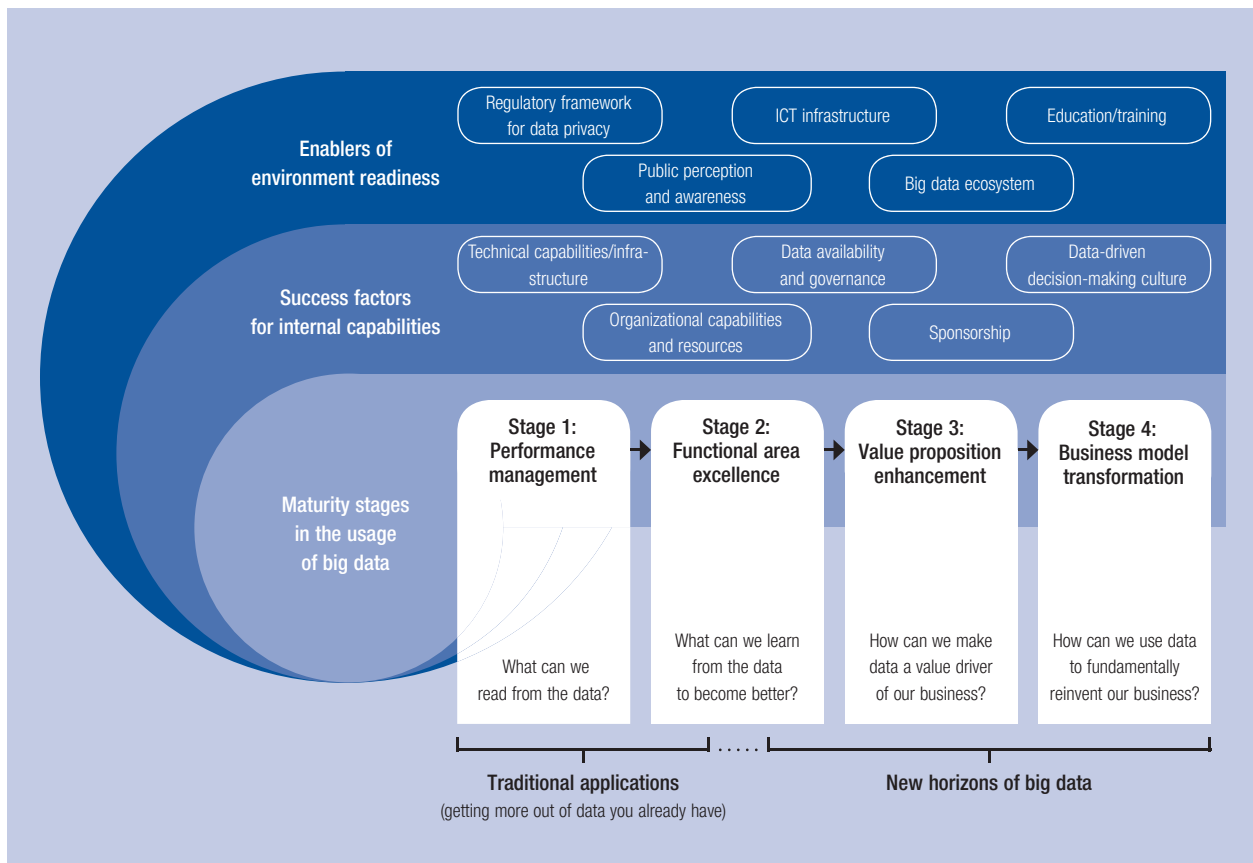 Enablers of
environment readiness
Regulatory framework
for data privacy
ICT infrastructure
Education/training
Public perception
and awareness
Big data ecosystem
Success factors
for internal capabilities
Technical capabilities/infra-
structure
Data availability
and governance
Data-driven
decision-making culture
Organizational capabilities
and resources
Sponsorship
Maturity stages
in the usage
of big data
Stage 1:
Performance
management
What can we
read from the data?
Stage 2:
Functional area
excellence
What can we learn
from the data
to become better?
Stage 3:
Value proposition
enhancement
How can we make
data a value driver
of our business?
Stage 4:
Business model
transformation
How can we use data
to fundamentally
reinvent our business?
Traditional applications
(getting more out of data you already have)
New horizons of big data